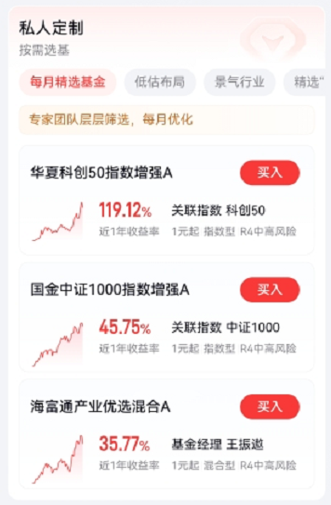 私人定制
按需选基
每月精选基金 低估布局 景气行业 精选“
专家团队层层筛选，每月优化
华夏科创50指数增强A 买入
119.12% 关联指数 科创50
近1年收益率 1元起 指数型 R4中高风险
国金中证1000指数增强A 买入
45.75% 关联指数 中证1000
近1年收益率 1元起 指数型 R4中高风险
海富通产业优选混合A 买入
35.77% 基金经理 王振遨
近1年收益率 1元起 混合型 R4中高风险